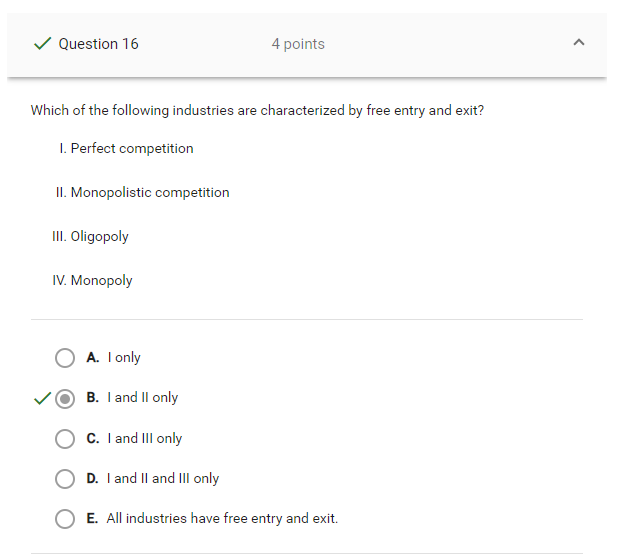 Question 16 4 points
Which of the following industries are characterized by free entry and exit?
I. Perfect competition
II. Monopolistic competition
III. Oligopoly
IV. Monopoly
A. I only
B. I and II only
C. I and III only
D. I and II and III only
E. All industries have free entry and exit.